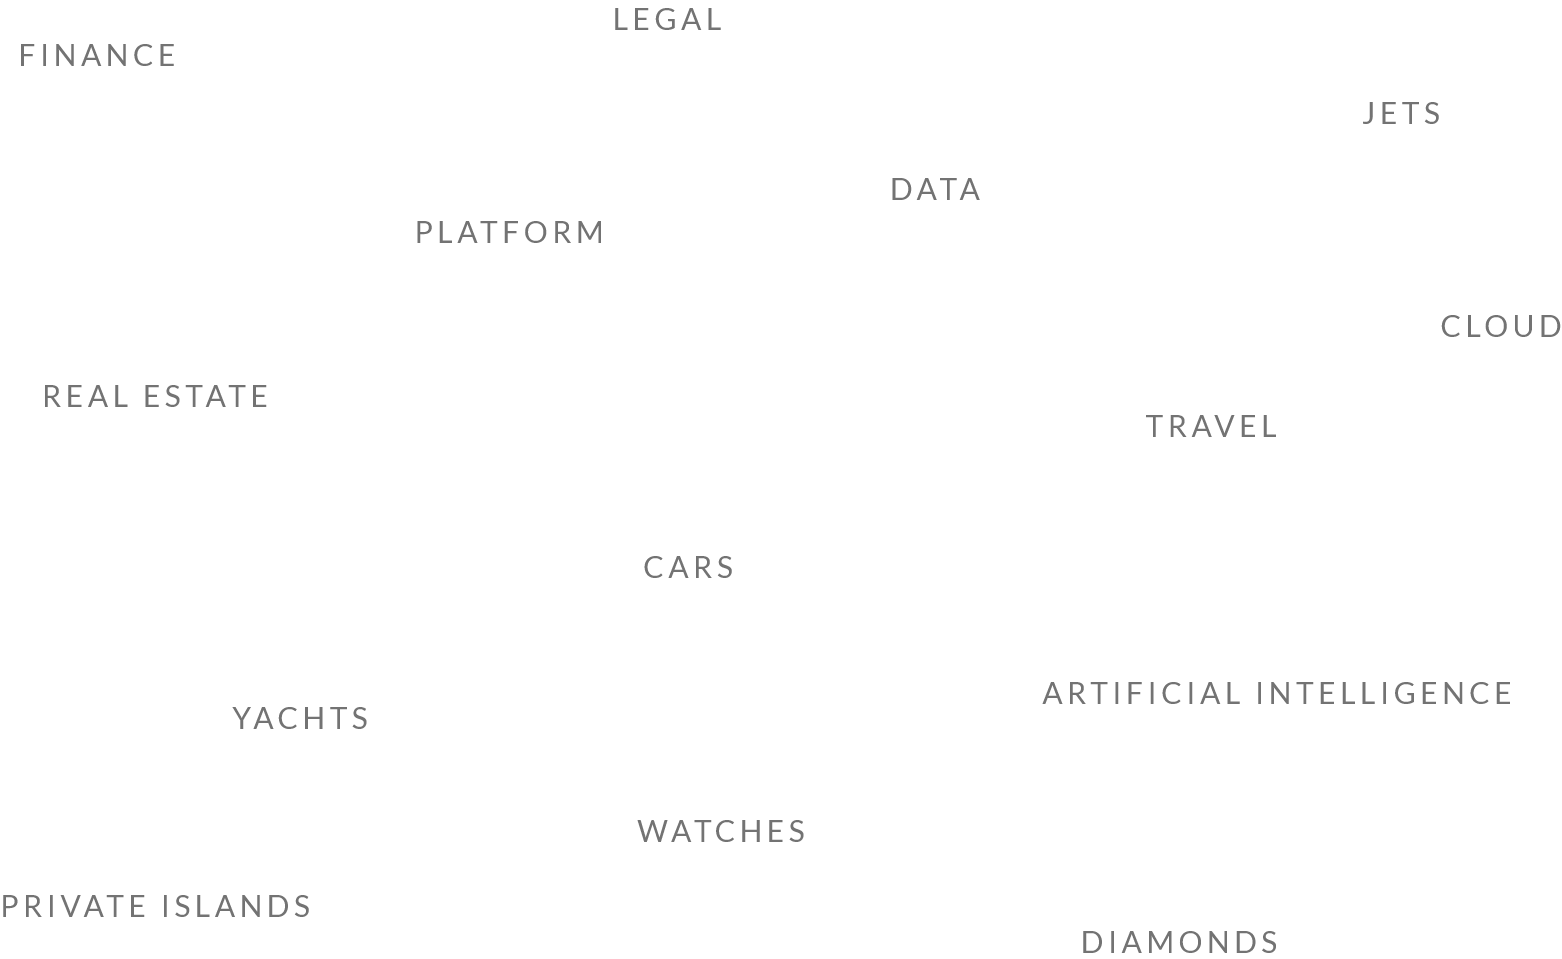 LEGAL
FINANCE
JETS
DATA
PLATFORM
CLOUD
REAL ESTATE
TRAVEL
CARS
ARTIFICIAL INTELLIGENCE
YACHTS
WATCHES
PRIVATE ISLANDS
DIAMONDS